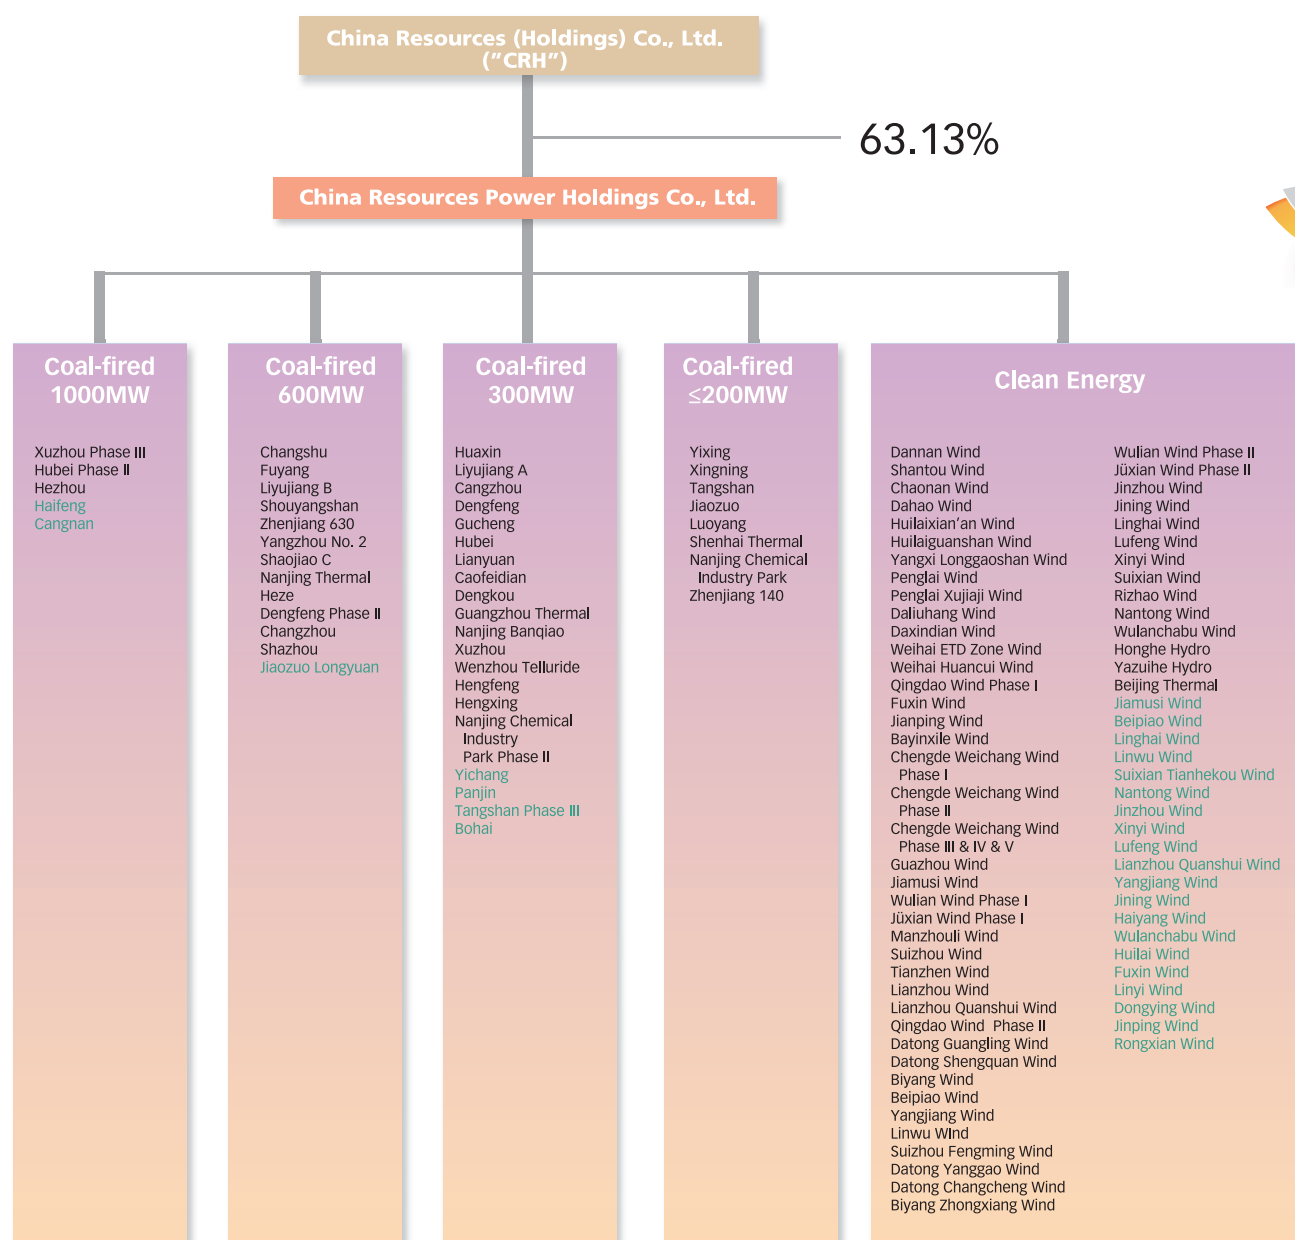 China Resources (Holdings) Co., Ltd.
(”CRH”)
63.13%
China Resources Power Holdings Co., Ltd.
Coal-fired
1000MW
Xuzhou Phase III
Hubei Phase II
Hezhou
Haifeng
Cangnan
Coal-fired
600MW
Changshu
Fuyang
Liyujiang B
Shouyangshan
Zhenjiang 630
Yangzhou No. 2
Shaojiao C
Nanjing Thermal
Heze
Dengfeng Phase II
Changzhou
Shazhou
Jiaozuo Longyuan
Coal-fired
300MW
Huaxin
Liyujiang A
Cangzhou
Dengfeng
Gucheng
Hubei
Lianyuan
Caofeidian
Dengkou
Guangzhou Thermal
Nanjing Banqiao
Xuzhou
Wenzhou Telluride
Hengfeng
Hengxing
Nanjing Chemical
Industry
Park Phase II
Yichang
Panjin
Tangshan Phase III
Bohai
Coal-fired
≤200MW
Yixing
Xingning
Tangshan
Jiaozuo
Luoyang
Shenhai Thermal
Nanjing Chemical
Industry Park
Zhenjiang 140
Clean Energy
Dannan Wind
Shantou Wind
Chaonan Wind
Dahao Wind
Huilaixian’an Wind
Huilaiguanshan Wind
Yangxi Longgaoshan Wind
Penglai Wind
Penglai Xujiaji Wind
Daliuhang Wind
Daxindian Wind
Weihai ETD Zone Wind
Weihai Huancui Wind
Qingdao Wind Phase I
Fuxin Wind
Jianping Wind
Bayinxile Wind
Chengde Weichang Wind
Phase I
Chengde Weichang Wind
Phase II
Chengde Weichang Wind
Phase III & IV & V
Guazhou Wind
Jiamusi Wind
Wulian Wind Phase I
Jüxian Wind Phase I
Manzhouli Wind
Suizhou Wind
Tianzhen Wind
Lianzhou Wind
Lianzhou Quanshui Wind
Qingdao Wind  Phase II
Datong Guangling Wind
Datong Shengquan Wind
Biyang Wind
Beipiao Wind
Yangjiang Wind
Linwu WInd
Suizhou Fengming Wind
Datong Yanggao Wind
Datong Changcheng Wind
Biyang Zhongxiang Wind
Wulian Wind Phase II
Jüxian Wind Phase II
Jinzhou Wind
Jining Wind
Linghai Wind
Lufeng Wind
Xinyi Wind
Suixian Wind
Rizhao Wind
Nantong Wind
Wulanchabu Wind
Honghe Hydro
Yazuihe Hydro
Beijing Thermal
Jiamusi Wind
Beipiao Wind
Linghai Wind
Linwu Wind
Suixian Tianhekou Wind
Nantong Wind
Jinzhou Wind
Xinyi Wind
Lufeng Wind
Lianzhou Quanshui Wind
Yangjiang Wind
Jining Wind
Haiyang Wind
Wulanchabu Wind
Huilai Wind
Fuxin Wind
Linyi Wind
Dongying Wind
Jinping Wind
Rongxian Wind